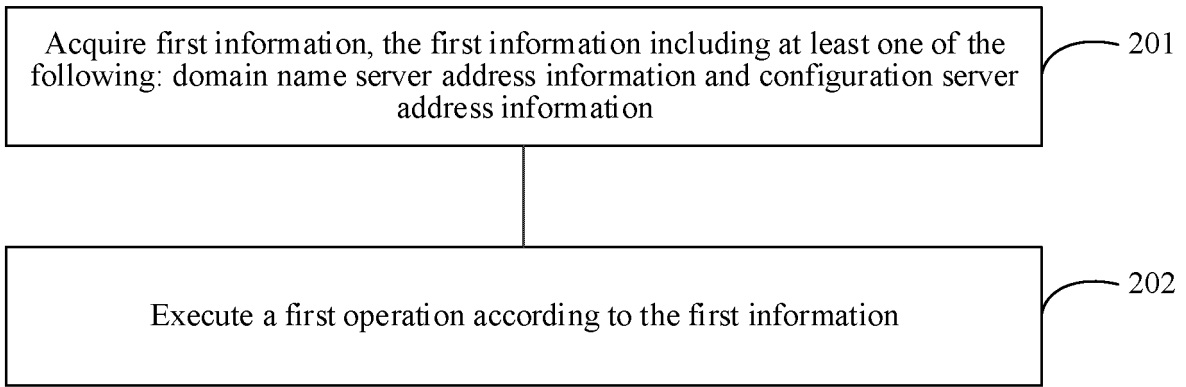 Acquire first information, the first information including at least one of the
following: domain name server address information and configuration server
address information
201
Execute a first operation according to the first information
202